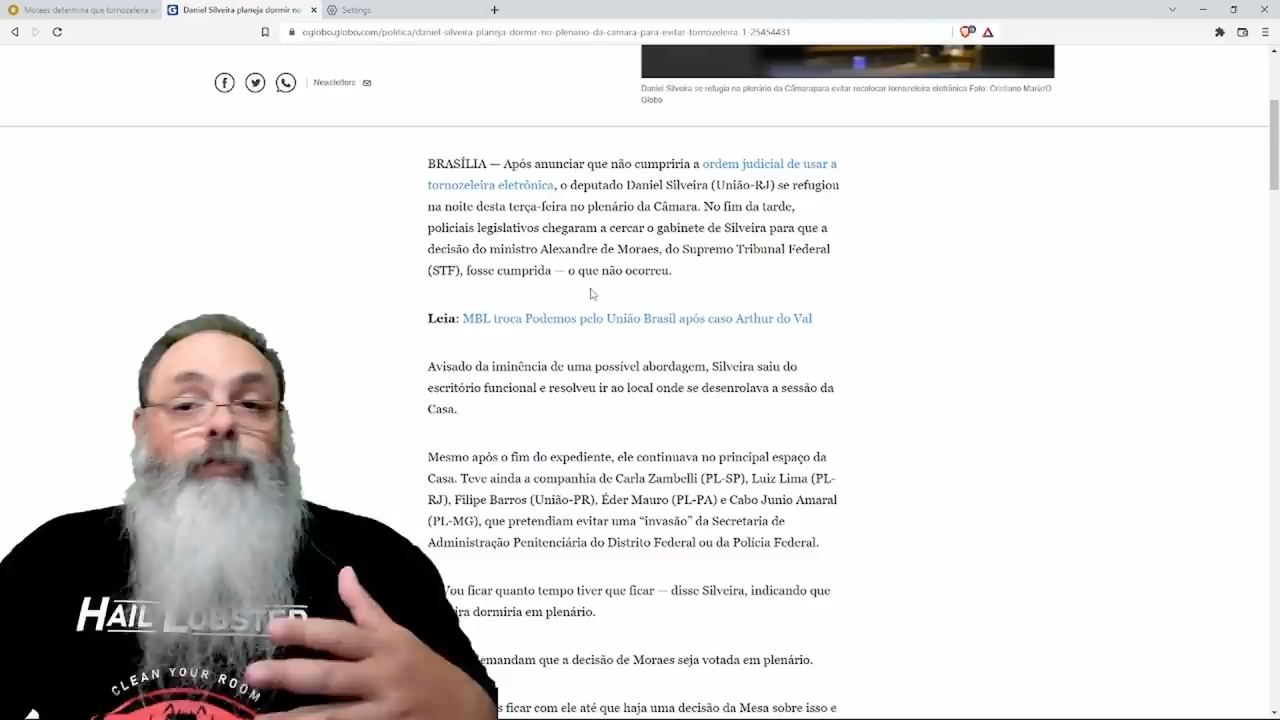 Moraes determina que tornozeleira se
Daniel Silveira planeja dormir no
Settings
oglobo.globo.com/politica/daniel-silveira-planeja-dormir-no-plenario-da-camara-para-evitar-tornozeleira-1-25454431
Newsletters
Daniel Silveira se refugia no plenário da Câmarapara evitar recolocar tornozeleira eletrônica Foto: Cristiano Mariz/O
Globo
BRASÍLIA — Após anunciar que não cumpriria a ordem judicial de usar a
tornozeleira eletrônica, o deputado Daniel Silveira (União-RJ) se refugiou
na noite desta terça-feira no plenário da Câmara. No fim da tarde,
policiais legislativos chegaram a cercar o gabinete de Silveira para que a
decisão do ministro Alexandre de Moraes, do Supremo Tribunal Federal
(STF), fosse cumprida — o que não ocorreu.
Leia: MBL troca Podemos pelo União Brasil após caso Arthur do Val
Avisado da iminência de uma possível abordagem, Silveira saiu do
escritório funcional e resolveu ir ao local onde se desenrolava a sessão da
Casa.
Mesmo após o fim do expediente, ele continuava no principal espaço da
Casa. Teve ainda a companhia de Carla Zambelli (PL-SP), Luiz Lima (PL-
RJ), Filipe Barros (União-PR), Éder Mauro (PL-PA) e Cabo Junio Amaral
(PL-MG), que pretendiam evitar uma “invasão” da Secretaria de
Administração Penitenciária do Distrito Federal ou da Polícia Federal.
ou ficar quanto tempo tiver que ficar — disse Silveira, indicando que
ira dormiria em plenário.
emandam que a decisão de Moraes seja votada em plenário.
s ficar com ele até que haja uma decisão da Mesa sobre isso e
HAIL LOBSTER
CLEAN YOUR ROOM